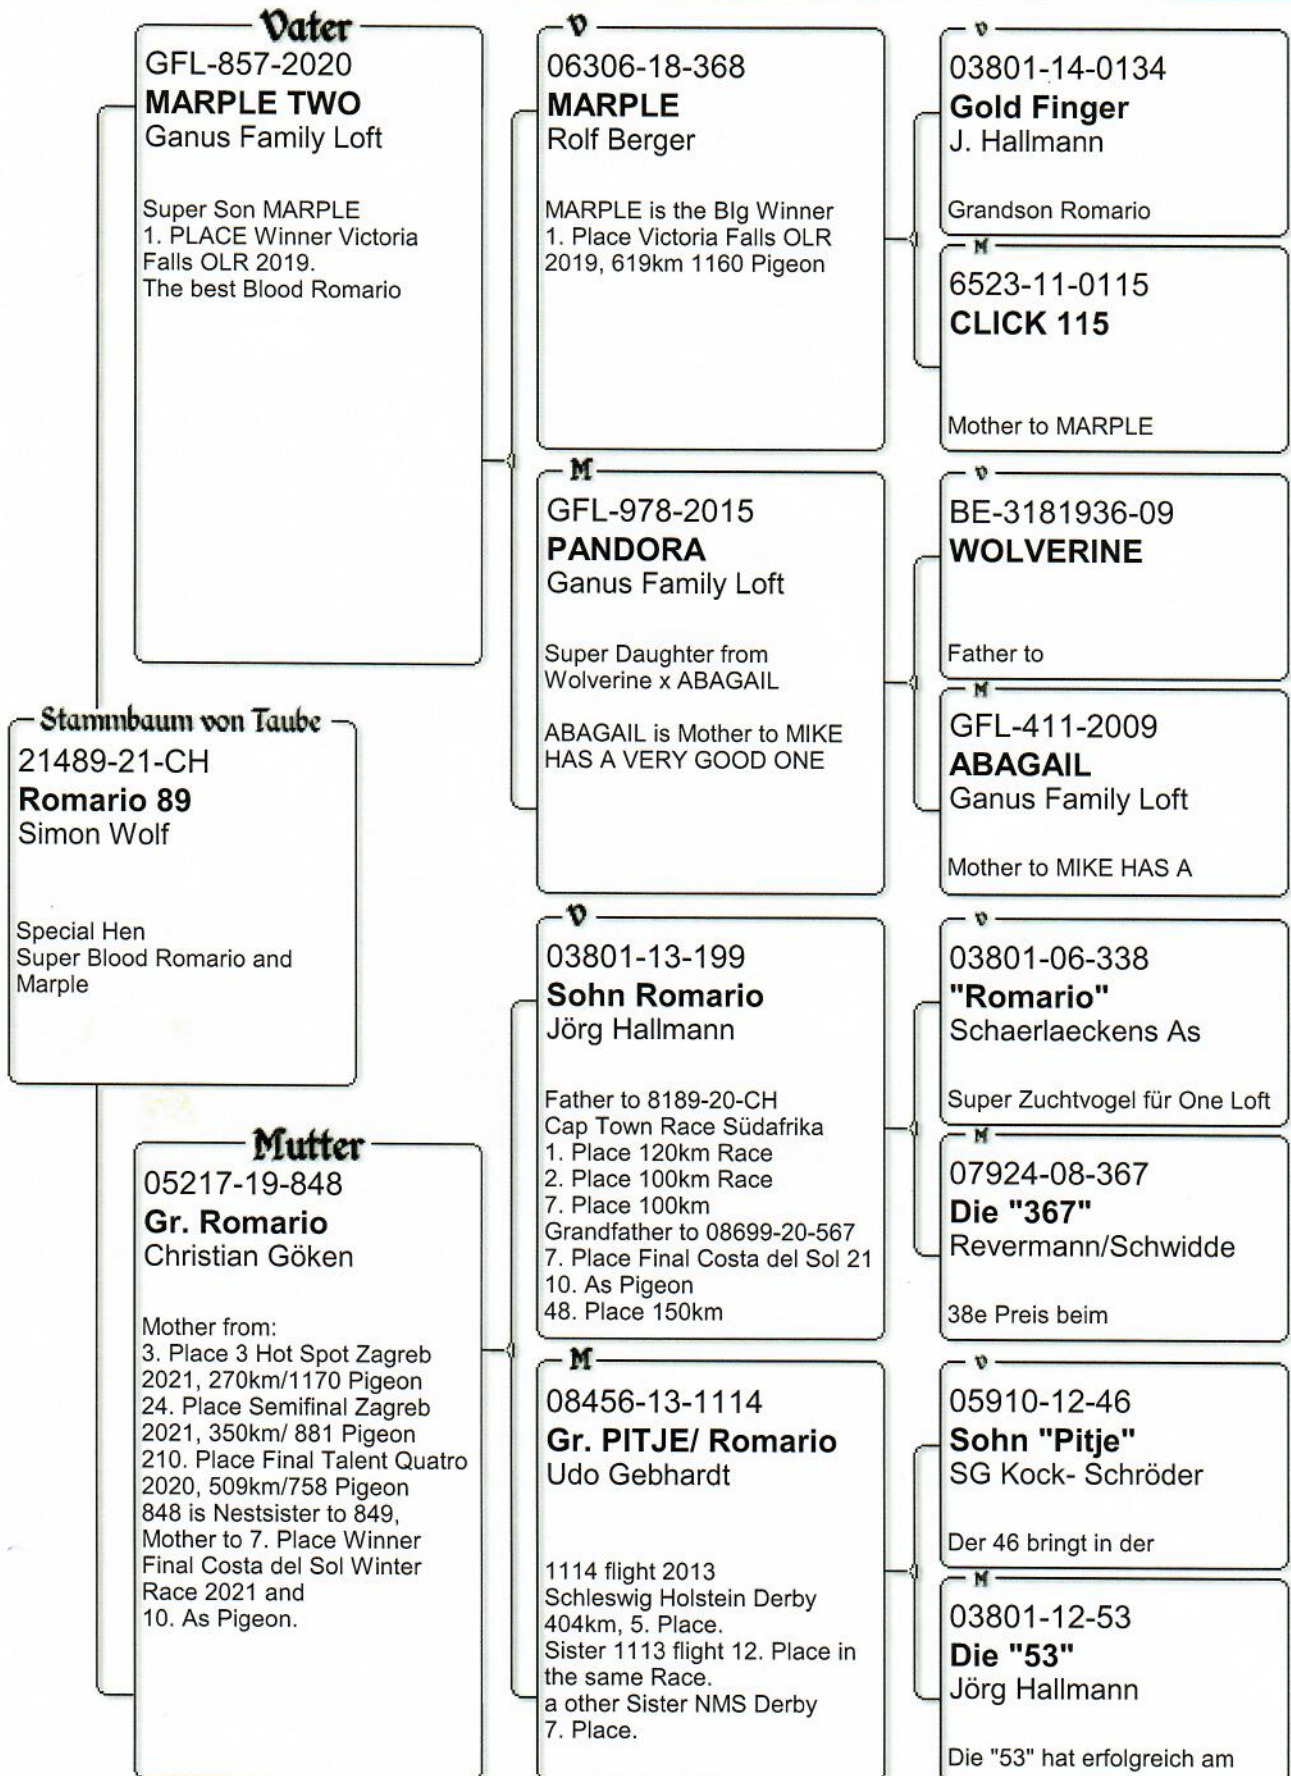 Vater
GFL-857-2020
MARPLE TWO
Ganus Family Loft
Super Son MARPLE
1. PLACE Winner Victoria
Falls OLR 2019.
The best Blood Romario
Stammbaum von Taube
21489-21-CH
Romario 89
Simon Wolf
Special Hen
Super Blood Romario and
Marple
Mutter
05217-19-848
Gr. Romario
Christian Göken
Mother from:
3. Place 3 Hot Spot Zagreb
2021, 270km/1170 Pigeon
24. Place Semifinal Zagreb
2021, 350km/ 881 Pigeon
210. Place Final Talent Quatro
2020, 509km/758 Pigeon
848 is Nestsister to 849,
Mother to 7. Place Winner
Final Costa del Sol Winter
Race 2021 and
10. As Pigeon.
V
06306-18-368
MARPLE
Rolf Berger
MARPLE is the BIg Winner
1. Place Victoria Falls OLR
2019, 619km 1160 Pigeon
M
GFL-978-2015
PANDORA
Ganus Family Loft
Super Daughter from
Wolverine x ABAGAIL
ABAGAIL is Mother to MIKE
HAS A VERY GOOD ONE
V
03801-13-199
Sohn Romario
Jörg Hallmann
Father to 8189-20-CH
Cap Town Race Südafrika
1. Place 120km Race
2. Place 100km Race
7. Place 100km
Grandfather to 08699-20-567
7. Place Final Costa del Sol 21
10. As Pigeon
48. Place 150km
M
08456-13-1114
Gr. PITJE/ Romario
Udo Gebhardt
1114 flight 2013
Schleswig Holstein Derby
404km, 5. Place.
Sister 1113 flight 12. Place in
the same Race.
a other Sister NMS Derby
7. Place.
V
03801-14-0134
Gold Finger
J. Hallmann
Grandson Romario
M
6523-11-0115
CLICK 115
Mother to MARPLE
V
BE-3181936-09
WOLVERINE
Father to
M
GFL-411-2009
ABAGAIL
Ganus Family Loft
Mother to MIKE HAS A
V
03801-06-338
"Romario"
Schaerlaeckens As
Super Zuchtvogel für One Loft
M
07924-08-367
Die "367"
Revermann/Schwidde
38e Preis beim
V
05910-12-46
Sohn "Pitje"
SG Kock- Schröder
Der 46 bringt in der
M
03801-12-53
Die "53"
Jörg Hallmann
Die "53" hat erfolgreich am